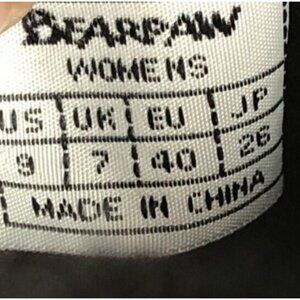 BEARPAW
WOMENS
US UK EU JP
9 7 40 26
MADE IN CHINA